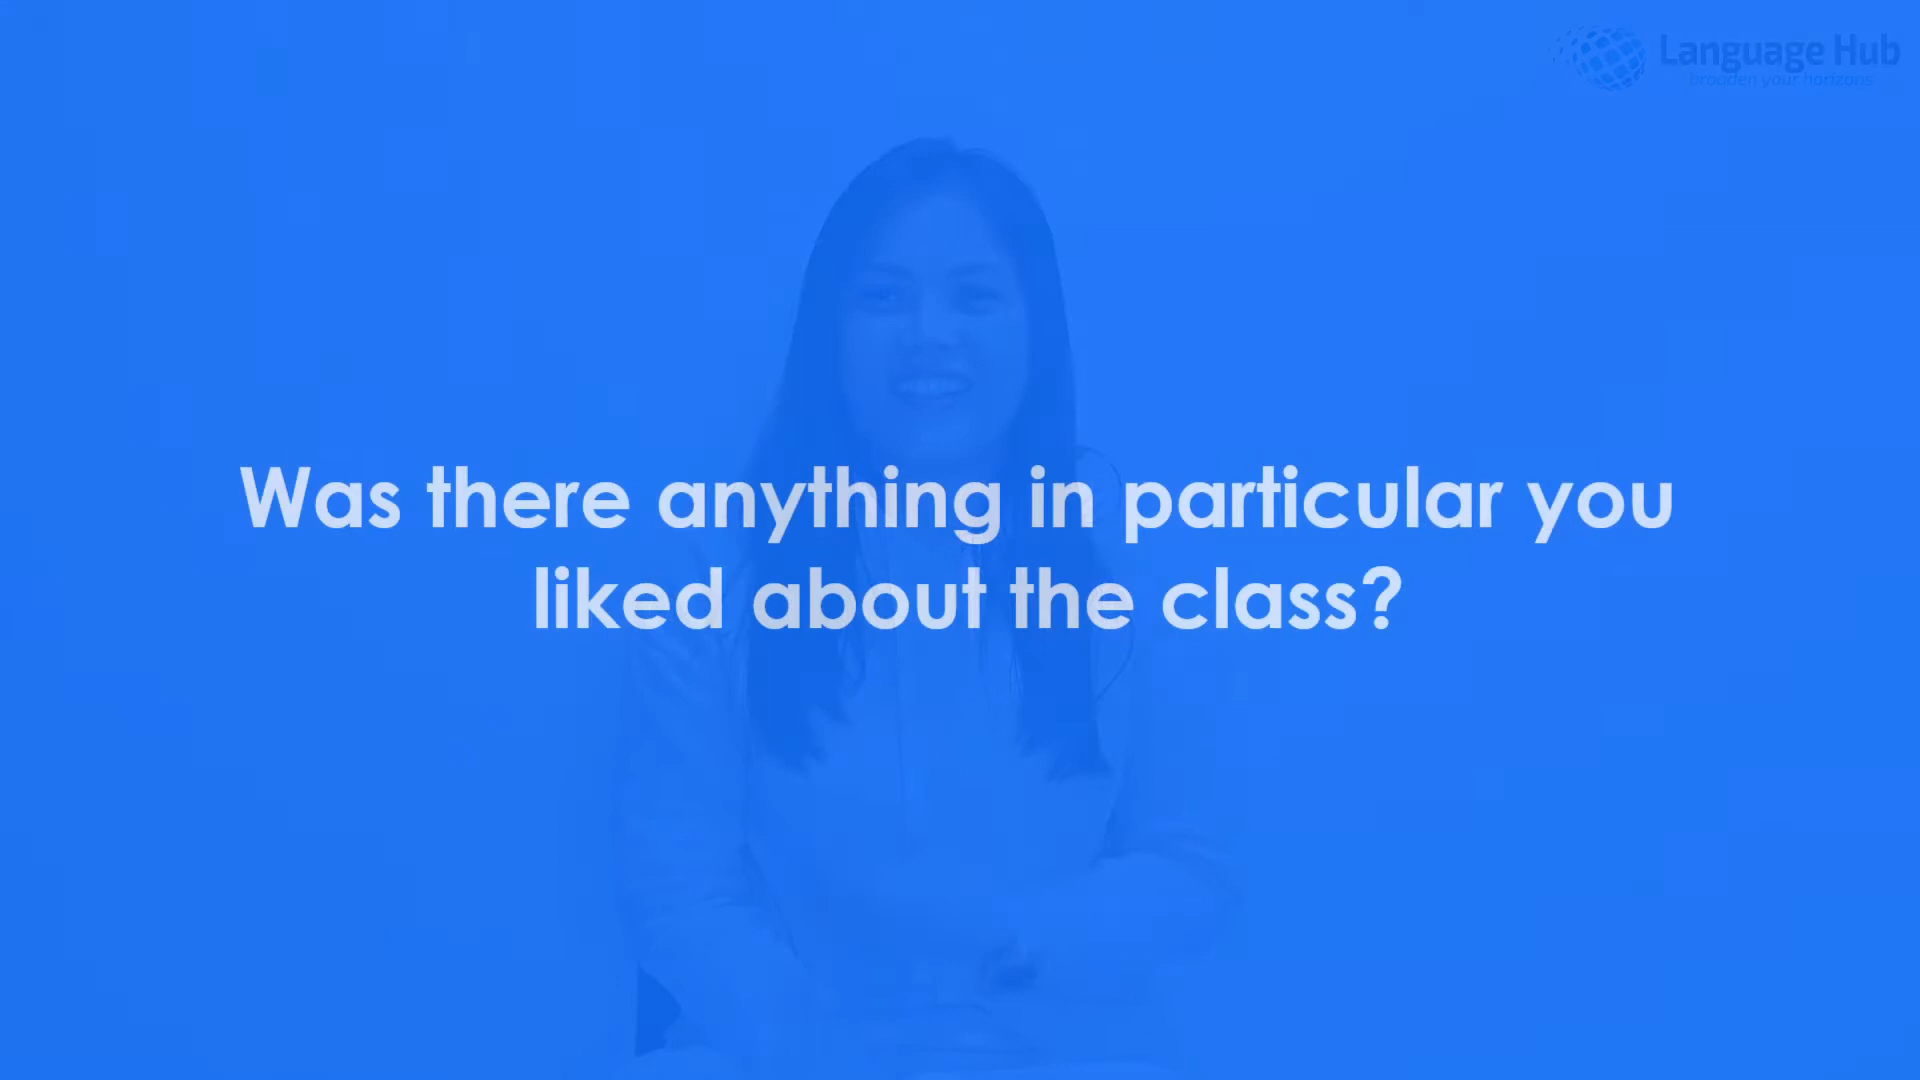 Language Hub
broaden your horizons
Was there anything in particular you
liked about the class?